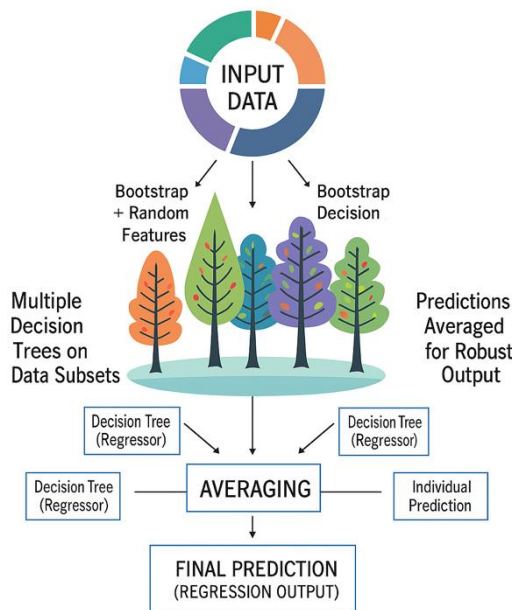 INPUT
DATA
Bootstrap
+ Random
Features
Bootstrap
Decision
Multiple
Decision
Trees on
Data Subsets
Predictions
Averaged
for Robust
Output
Decision Tree
(Regressor)
Decision Tree
(Regressor)
Decision Tree
(Regressor)
AVERAGING
Individual
Prediction
FINAL PREDICTION
(REGRESSION OUTPUT)